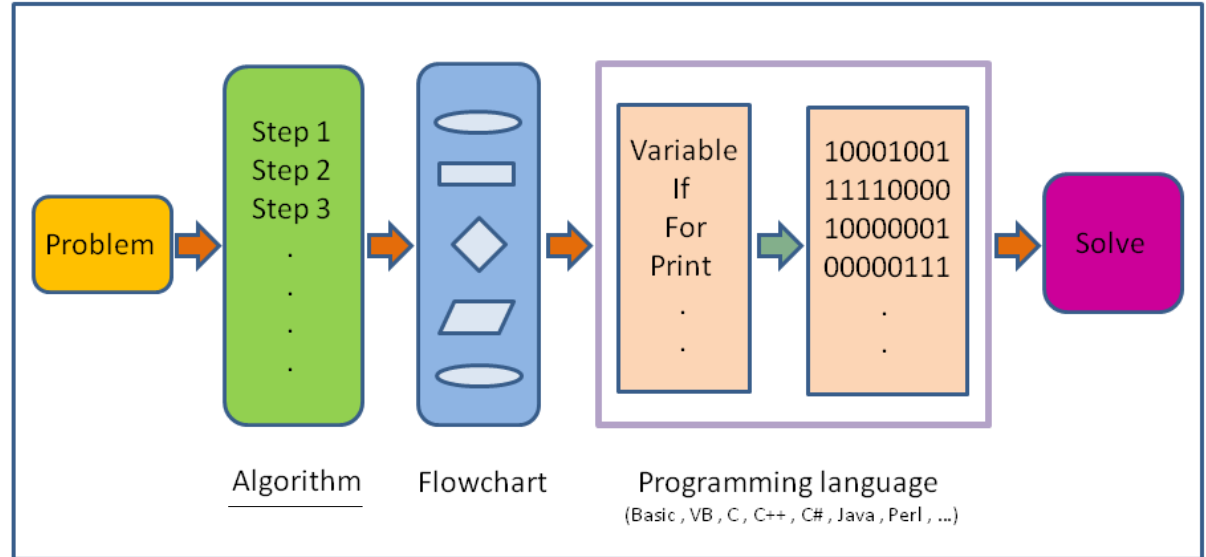 Problem
Step 1
Step 2
Step 3
.
.
.
.
Variable
If
For
Print
.
.
10001001
11110000
10000001
00000111
.
.
Solve
Algorithm
Flowchart
Programming language
(Basic , VB , C , C++ , C# , Java , Perl , ...)